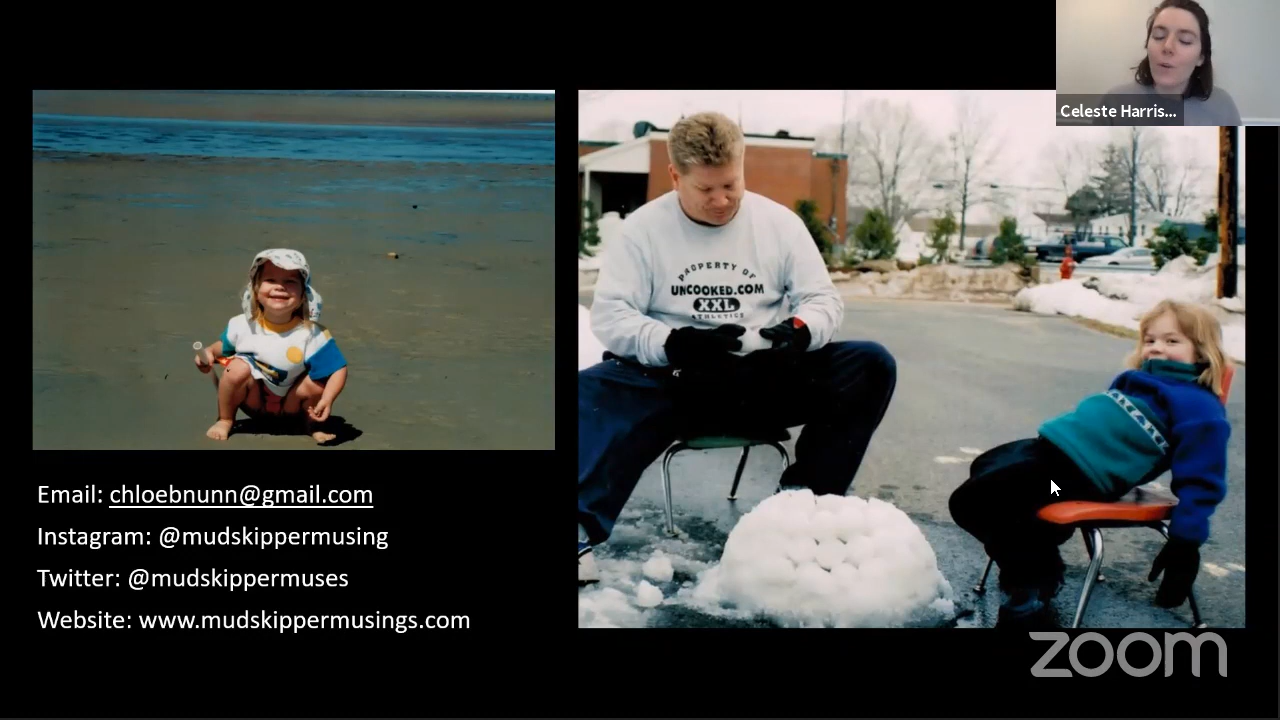 Celeste Harris...
PROPERTY OF
UNCOOKED.COM
XXL
ATHLETICS
Email: chloebnunn@gmail.com
Instagram: @mudskippermusing
Twitter: @mudskippermuses
Website: www.mudskippermusings.com
zoom